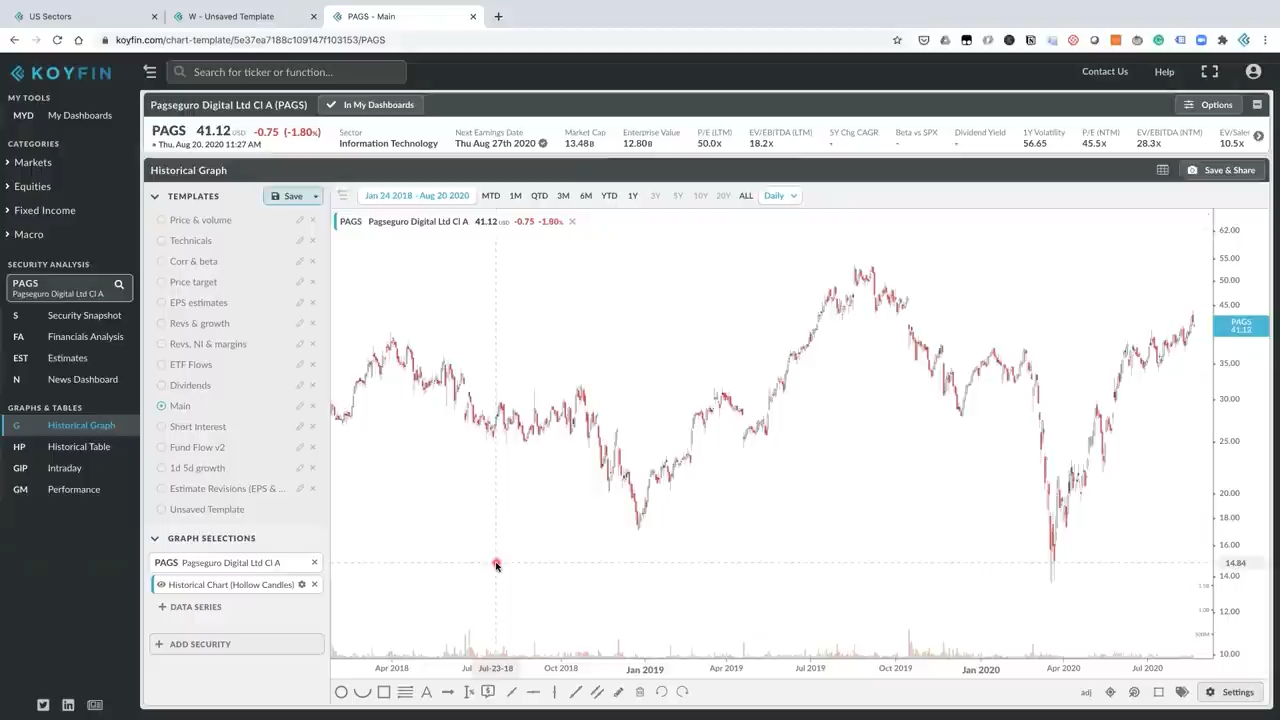 US Sectors
W - Unsaved Template
PAGS - Main
koyfin.com/chart-template/5e37ea7188c109147f103153/PAGS
KOYFIN
Search for ticker or function...
Contact Us
Help
MY TOOLS
MYD My Dashboards
CATEGORIES
Markets
Equities
Fixed Income
Macro
SECURITY ANALYSIS
PAGS
Pagseguro Digital Ltd Cl A
S Security Snapshot
FA Financials Analysis
EST Estimates
N News Dashboard
GRAPHS & TABLES
G Historical Graph
HP Historical Table
GIP Intraday
GM Performance
Pagseguro Digital Ltd Cl A (PAGS)
In My Dashboards
Options
PAGS 41.12 USD -0.75 (-1.80%)
Thu. Aug 20. 2020 11:27 AM
Sector
Information Technology
Next Earnings Date
Thu Aug 27th 2020
Market Cap
13.48B
Enterprise Value
12.80B
P/E (LTM)
50.0x
EV/EBITDA (LTM)
18.2x
5Y Chg CAGR
-
Beta vs SPX
-
Dividend Yield
-
1Y Volatility
56.65
P/E (NTM)
45.5x
EV/EBITDA (NTM)
28.3x
EV/Sales
10.5x
Historical Graph
Save & Share
TEMPLATES
Save
Price & volume
Technicals
Corr & beta
Price target
EPS estimates
Revs & growth
Revs, NI & margins
ETF Flows
Dividends
Main
Short Interest
Fund Flow v2
1d 5d growth
Estimate Revisions (EPS & ...
Unsaved Template
GRAPH SELECTIONS
PAGS Pagseguro Digital Ltd Cl A
Historical Chart (Hollow Candles)
+ DATA SERIES
+ ADD SECURITY
Jan 24 2018 - Aug 20 2020 MTD 1M QTD 3M 6M YTD 1Y 3Y 5Y 10Y 20Y ALL Daily
PAGS Pagseguro Digital Ltd Cl A 41.12 USD -0.75 -1.80%
62.00
55.00
50.00
45.00
PAGS
41.12
35.00
30.00
25.00
20.00
18.00
16.00
14.84
14.00
1.5B
1.0B
12.00
500M
10.00
Apr 2018 Jul Jul-23-18 Oct 2018 Jan 2019 Apr 2019 Jul 2019 Oct 2019 Jan 2020 Apr 2020 Jul 2020
adj
Settings